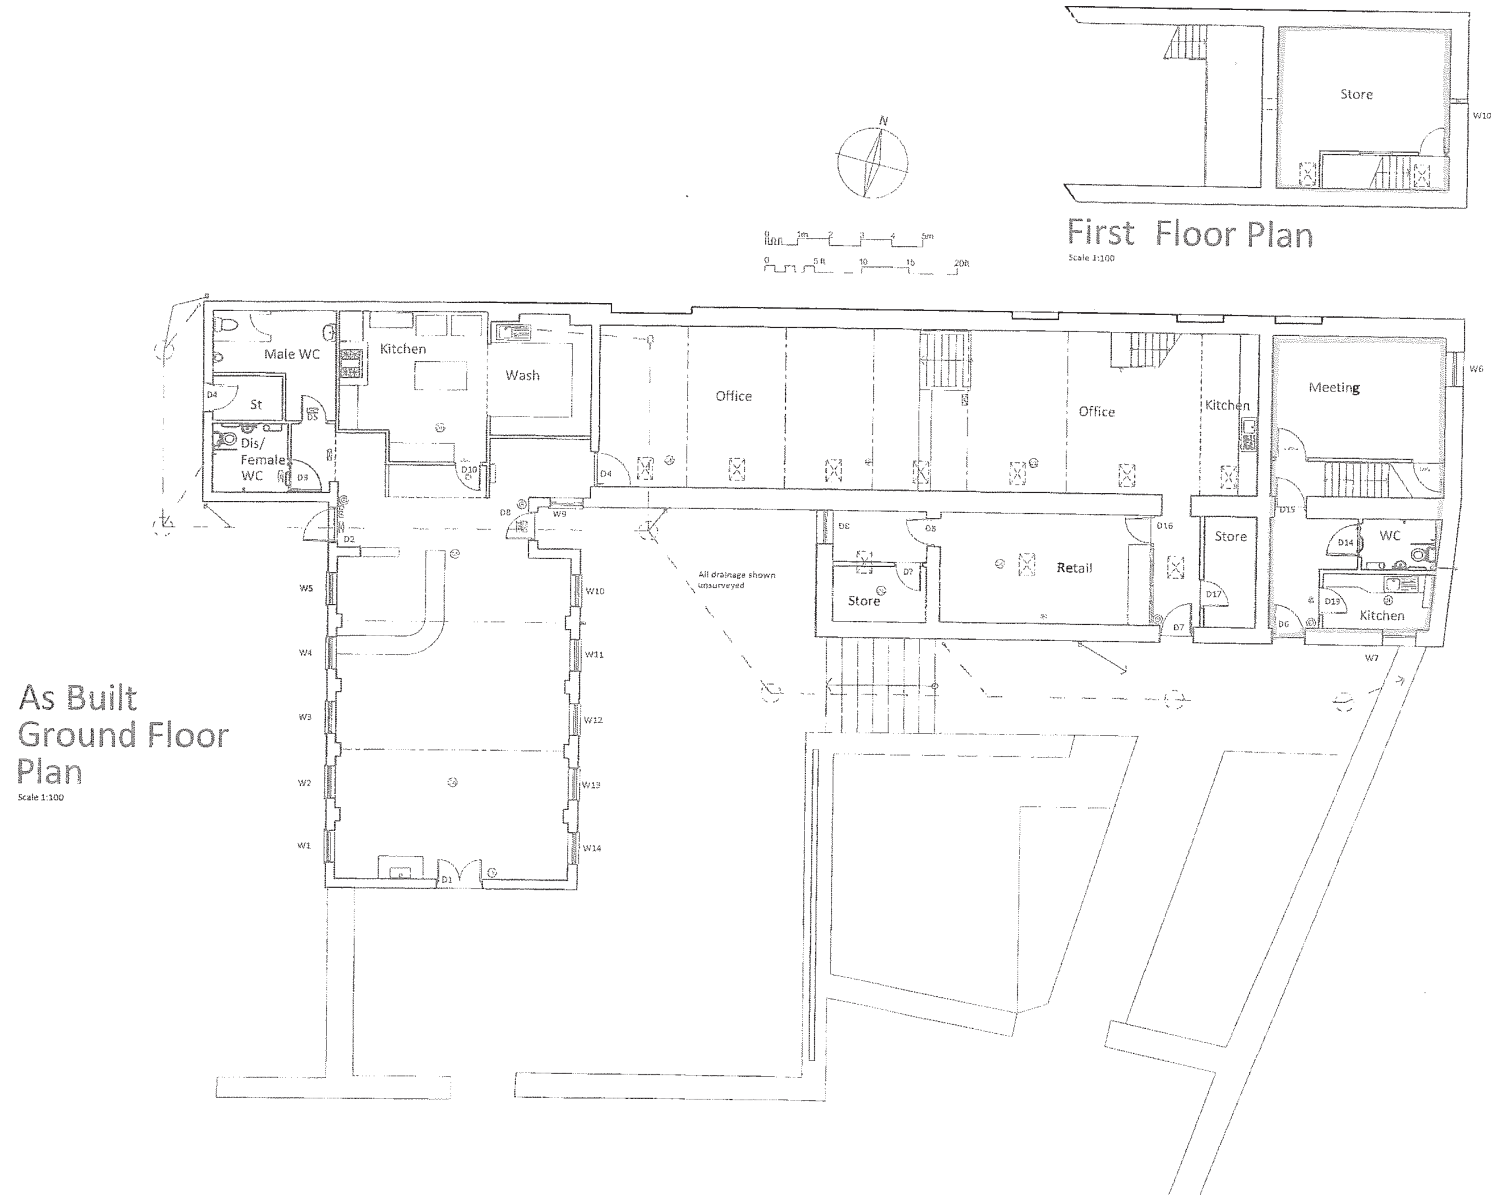 Store
W10
First Floor Plan
Scale 1:100
N
0 1m 2 3 4 5m
0 5 ft 10 15 20ft
Male WC
Kitchen
Wash
Office
Office
Kitchen
Meeting
W6
D4
St
D5
Dis/
Female
WC
D3
D10
D4
D2
D8
W9
D8
D16
Store
D15
D14
WC
All drainage shown
unsurveyed
Store
D7
Retail
D17
D7
D6
D13
Kitchen
W7
W5
W10
W4
W11
W3
W12
W2
W13
W1
W14
D1
As Built
Ground Floor
Plan
Scale 1:100